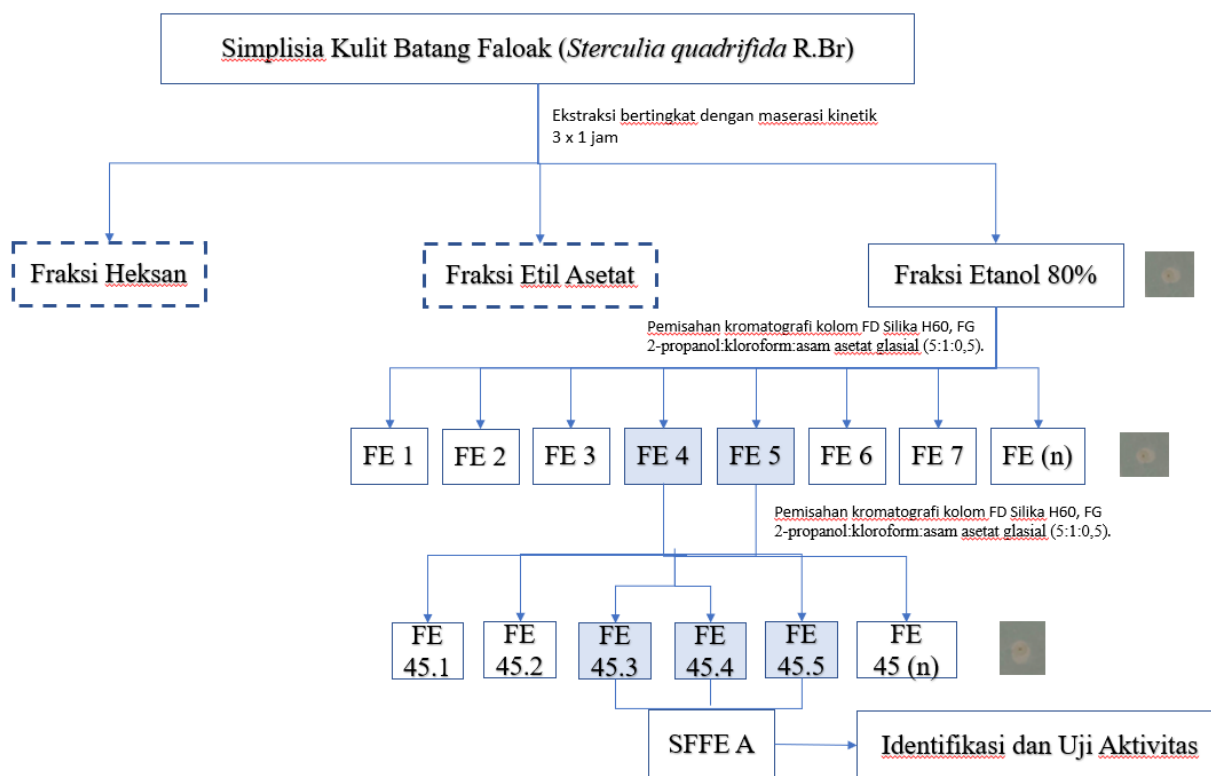 Simplisia Kulit Batang Faloak (Sterculia quadrifida R.Br)
Ekstraksi bertingkat dengan maserasi kinetik
3 x 1 jam
Fraksi Heksan
Fraksi Etil Asetat
Fraksi Etanol 80%
Pemisahan kromatografi kolom FD Silika H60, FG
2-propanol:kloroform:asam asetat glasial (5:1:0,5).
FE 1
FE 2
FE 3
FE 4
FE 5
FE 6
FE 7
FE (n)
Pemisahan kromatografi kolom FD Silika H60, FG
2-propanol:kloroform:asam asetat glasial (5:1:0,5).
FE
45.1
FE
45.2
FE
45.3
FE
45.4
FE
45.5
FE
45 (n)
SFFE A
Identifikasi dan Uji Aktivitas